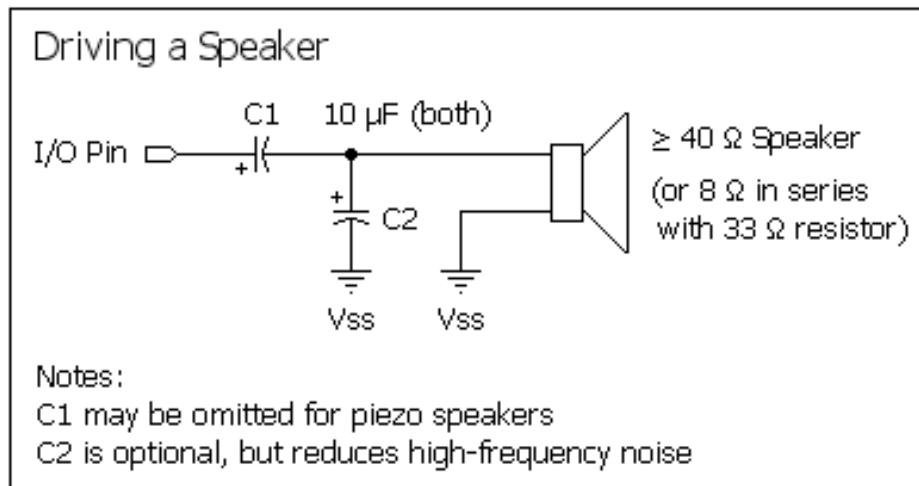 Driving a Speaker
C1 10 µF (both)
I/O Pin
+
≥ 40 Ω Speaker
(or 8 Ω in series
with 33 Ω resistor)
+
C2
Vss Vss
Notes:
C1 may be omitted for piezo speakers
C2 is optional, but reduces high-frequency noise